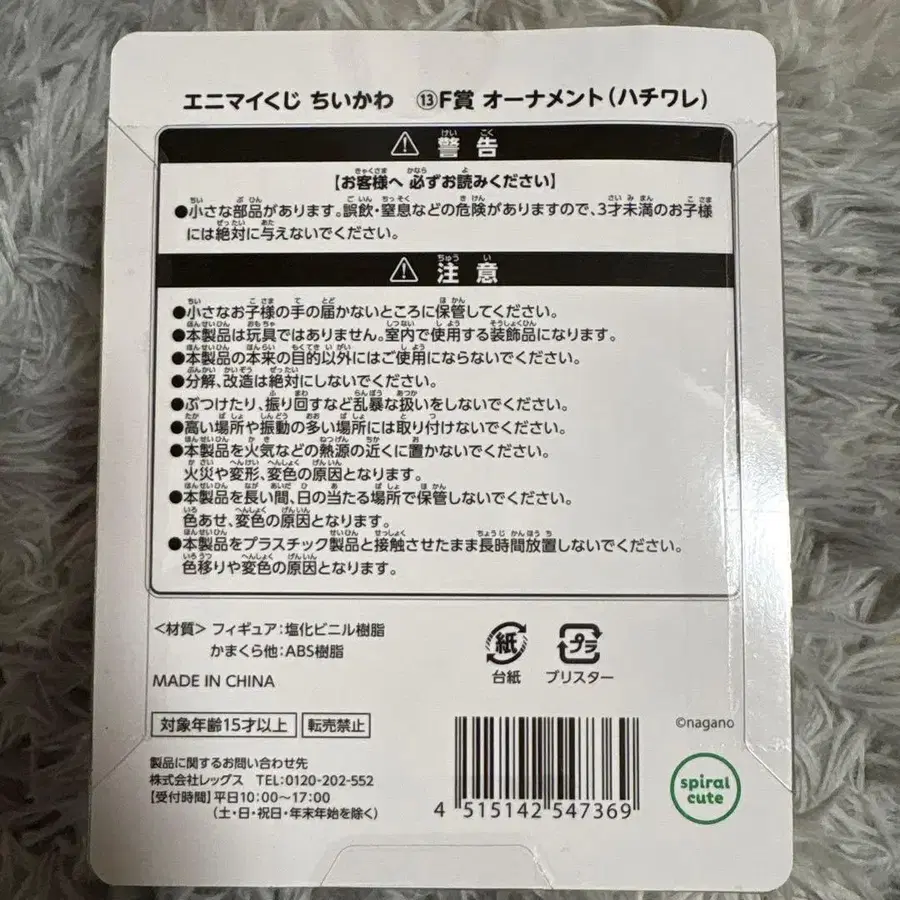 エニマイくじ ちいかわ ⑬F賞 オーナメント(ハチワレ)
⚠ 警告
【お客様へ 必ずお読みください】
●小さな部品があります。誤飲・窒息などの危険がありますので、3才未満のお子様
には絶対に与えないでください。
⚠ 注意
●小さなお子様の手の届かないところに保管してください。
●本製品は玩具ではありません。室内で使用する装飾品になります。
●本製品の本来の目的以外にはご使用にならないでください。
●分解、改造は絶対にしないでください。
●ぶつけたり、振り回すなど乱暴な扱いをしないでください。
●高い場所や振動の多い場所には取り付けないでください。
●本製品を火気などの熱源の近くに置かないでください。
火災や変形、変色の原因となります。
●本製品を長い間、日の当たる場所で保管しないでください。
色あせ、変色の原因となります。
●本製品をプラスチック製品と接触させたまま長時間放置しないでください。
色移りや変色の原因となります。
<材質> フィギュア:塩化ビニル樹脂
かまくら他:ABS樹脂
紙 プラ
台紙 ブリスター
MADE IN CHINA
対象年齢15才以上 転売禁止
©nagano
製品に関するお問い合わせ先
株式会社レッグス TEL:0120-202-552
【受付時間】平日10:00～17:00
(土・日・祝日・年末年始を除く)
4 515142 547369
spiral
cute